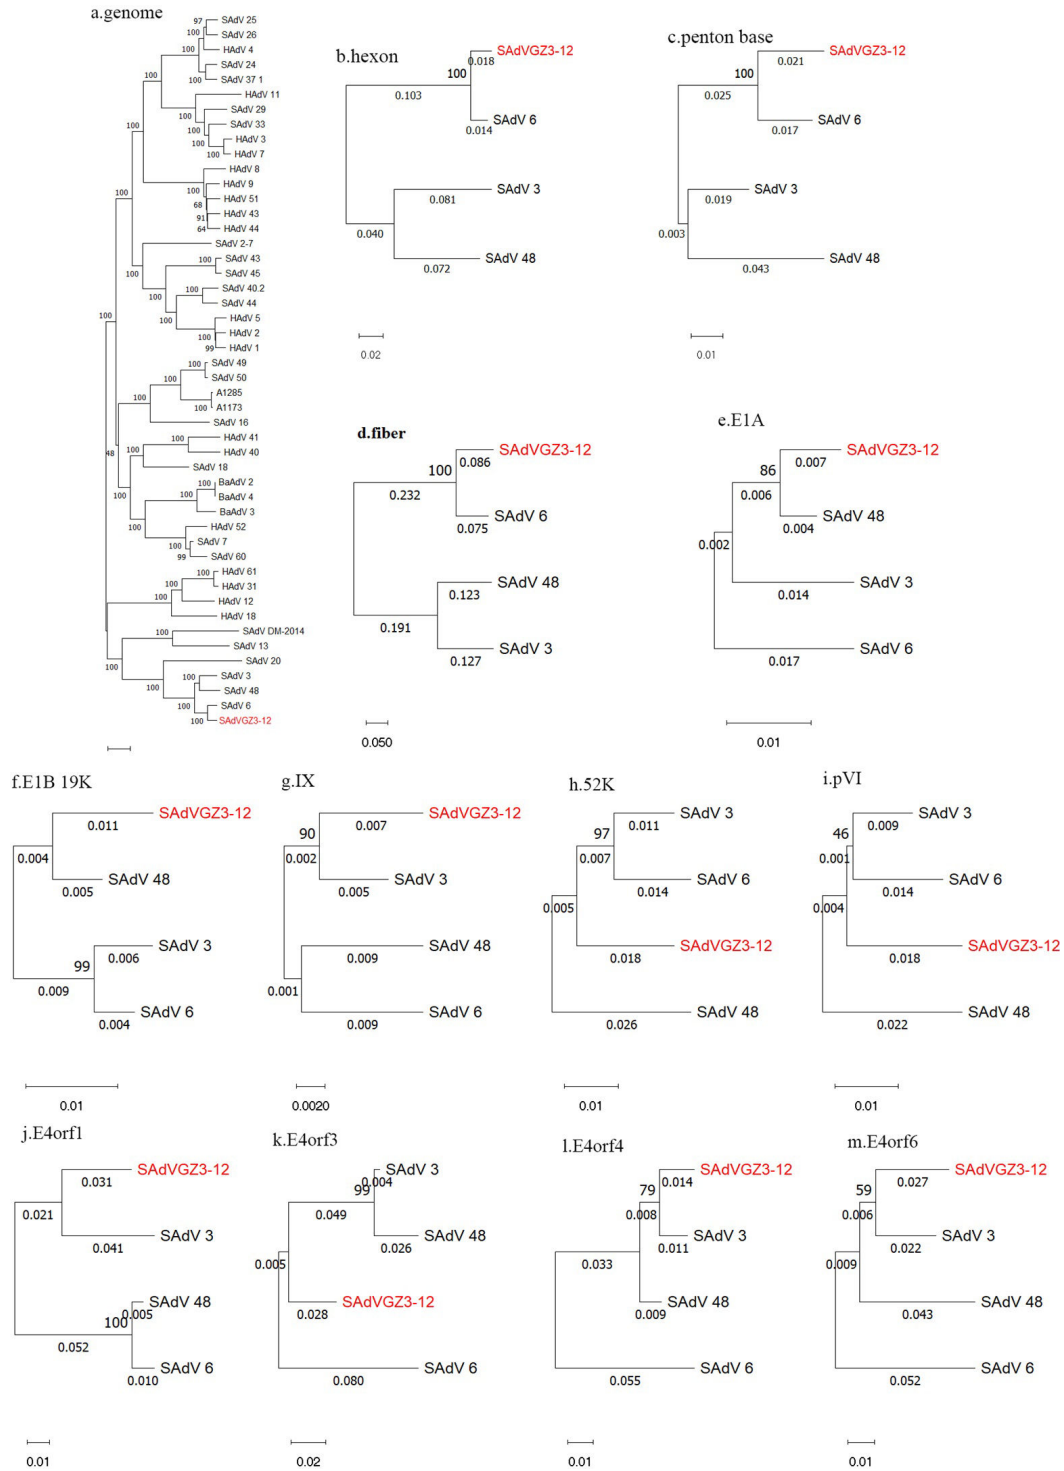 a.genome
97 SAdV 25
100 SAdV 26
HAdV 4
100
SAdV 24
100 SAdV 37 1
100
HAdV 11
100
SAdV 29
100
SAdV 33
100
HAdV 3
100
100 HAdV 7
100
HAdV 8
HAdV 9
100
HAdV 51
68
HAdV 43
91
64 HAdV 44
100
SAdV 2-7
SAdV 43
100
100
SAdV 45
100
SAdV 40.2
100
SAdV 44
100
HAdV 5
100
HAdV 2
100
99 HAdV 1
100
SAdV 49
100
SAdV 50
100
A1285
A1173
100
SAdV 16
100
HAdV 41
100
HAdV 40
100
48
SAdV 18
BaAdV 2
100
BaAdV 4
100
100
BaAdV 3
100
HAdV 52
SAdV 7
100
99 SAdV 60
HAdV 61
100
HAdV 31
100
HAdV 12
100
HAdV 18
SAdV DM-2014
100
SAdV 13
100
SAdV 20
SAdV 3
100
SAdV 48
100
SAdV 6
100 SAdVGZ3-12
b.hexon
SAdVGZ3-12
0.018
100
0.103
SAdV 6
0.014
SAdV 3
0.081
0.040
SAdV 48
0.072
0.02
c.penton base
SAdVGZ3-12
0.021
100
0.025
SAdV 6
0.017
SAdV 3
0.019
0.003
SAdV 48
0.043
0.01
d.fiber
SAdVGZ3-12
0.086
100
0.232
SAdV 6
0.075
SAdV 48
0.123
0.191
SAdV 3
0.127
0.050
e.E1A
SAdVGZ3-12
0.007
86
0.006
SAdV 48
0.004
0.002
SAdV 3
0.014
SAdV 6
0.017
0.01
f.E1B 19K
SAdVGZ3-12
0.011
0.004
SAdV 48
0.005
SAdV 3
0.006
99
0.009
SAdV 6
0.004
0.01
g.IX
SAdVGZ3-12
0.007
90
0.002
SAdV 3
0.005
SAdV 48
0.009
0.001
SAdV 6
0.009
0.0020
h.52K
SAdV 3
0.011
97
0.007
SAdV 6
0.014
0.005
SAdVGZ3-12
0.018
SAdV 48
0.026
0.01
i.pVI
SAdV 3
0.009
46
0.001
SAdV 6
0.014
0.004
SAdVGZ3-12
0.018
SAdV 48
0.022
0.01
j.E4orf1
SAdVGZ3-12
0.031
0.021
SAdV 3
0.041
SAdV 48
0.005
100
0.052
SAdV 6
0.010
0.01
k.E4orf3
SAdV 3
0.004
99
0.049
SAdV 48
0.026
0.005
SAdVGZ3-12
0.028
SAdV 6
0.080
0.02
l.E4orf4
SAdVGZ3-12
0.014
79
0.008
SAdV 3
0.011
0.033
SAdV 48
0.009
SAdV 6
0.055
0.01
m.E4orf6
SAdVGZ3-12
0.027
59
0.006
SAdV 3
0.022
0.009
SAdV 48
0.043
SAdV 6
0.052
0.01